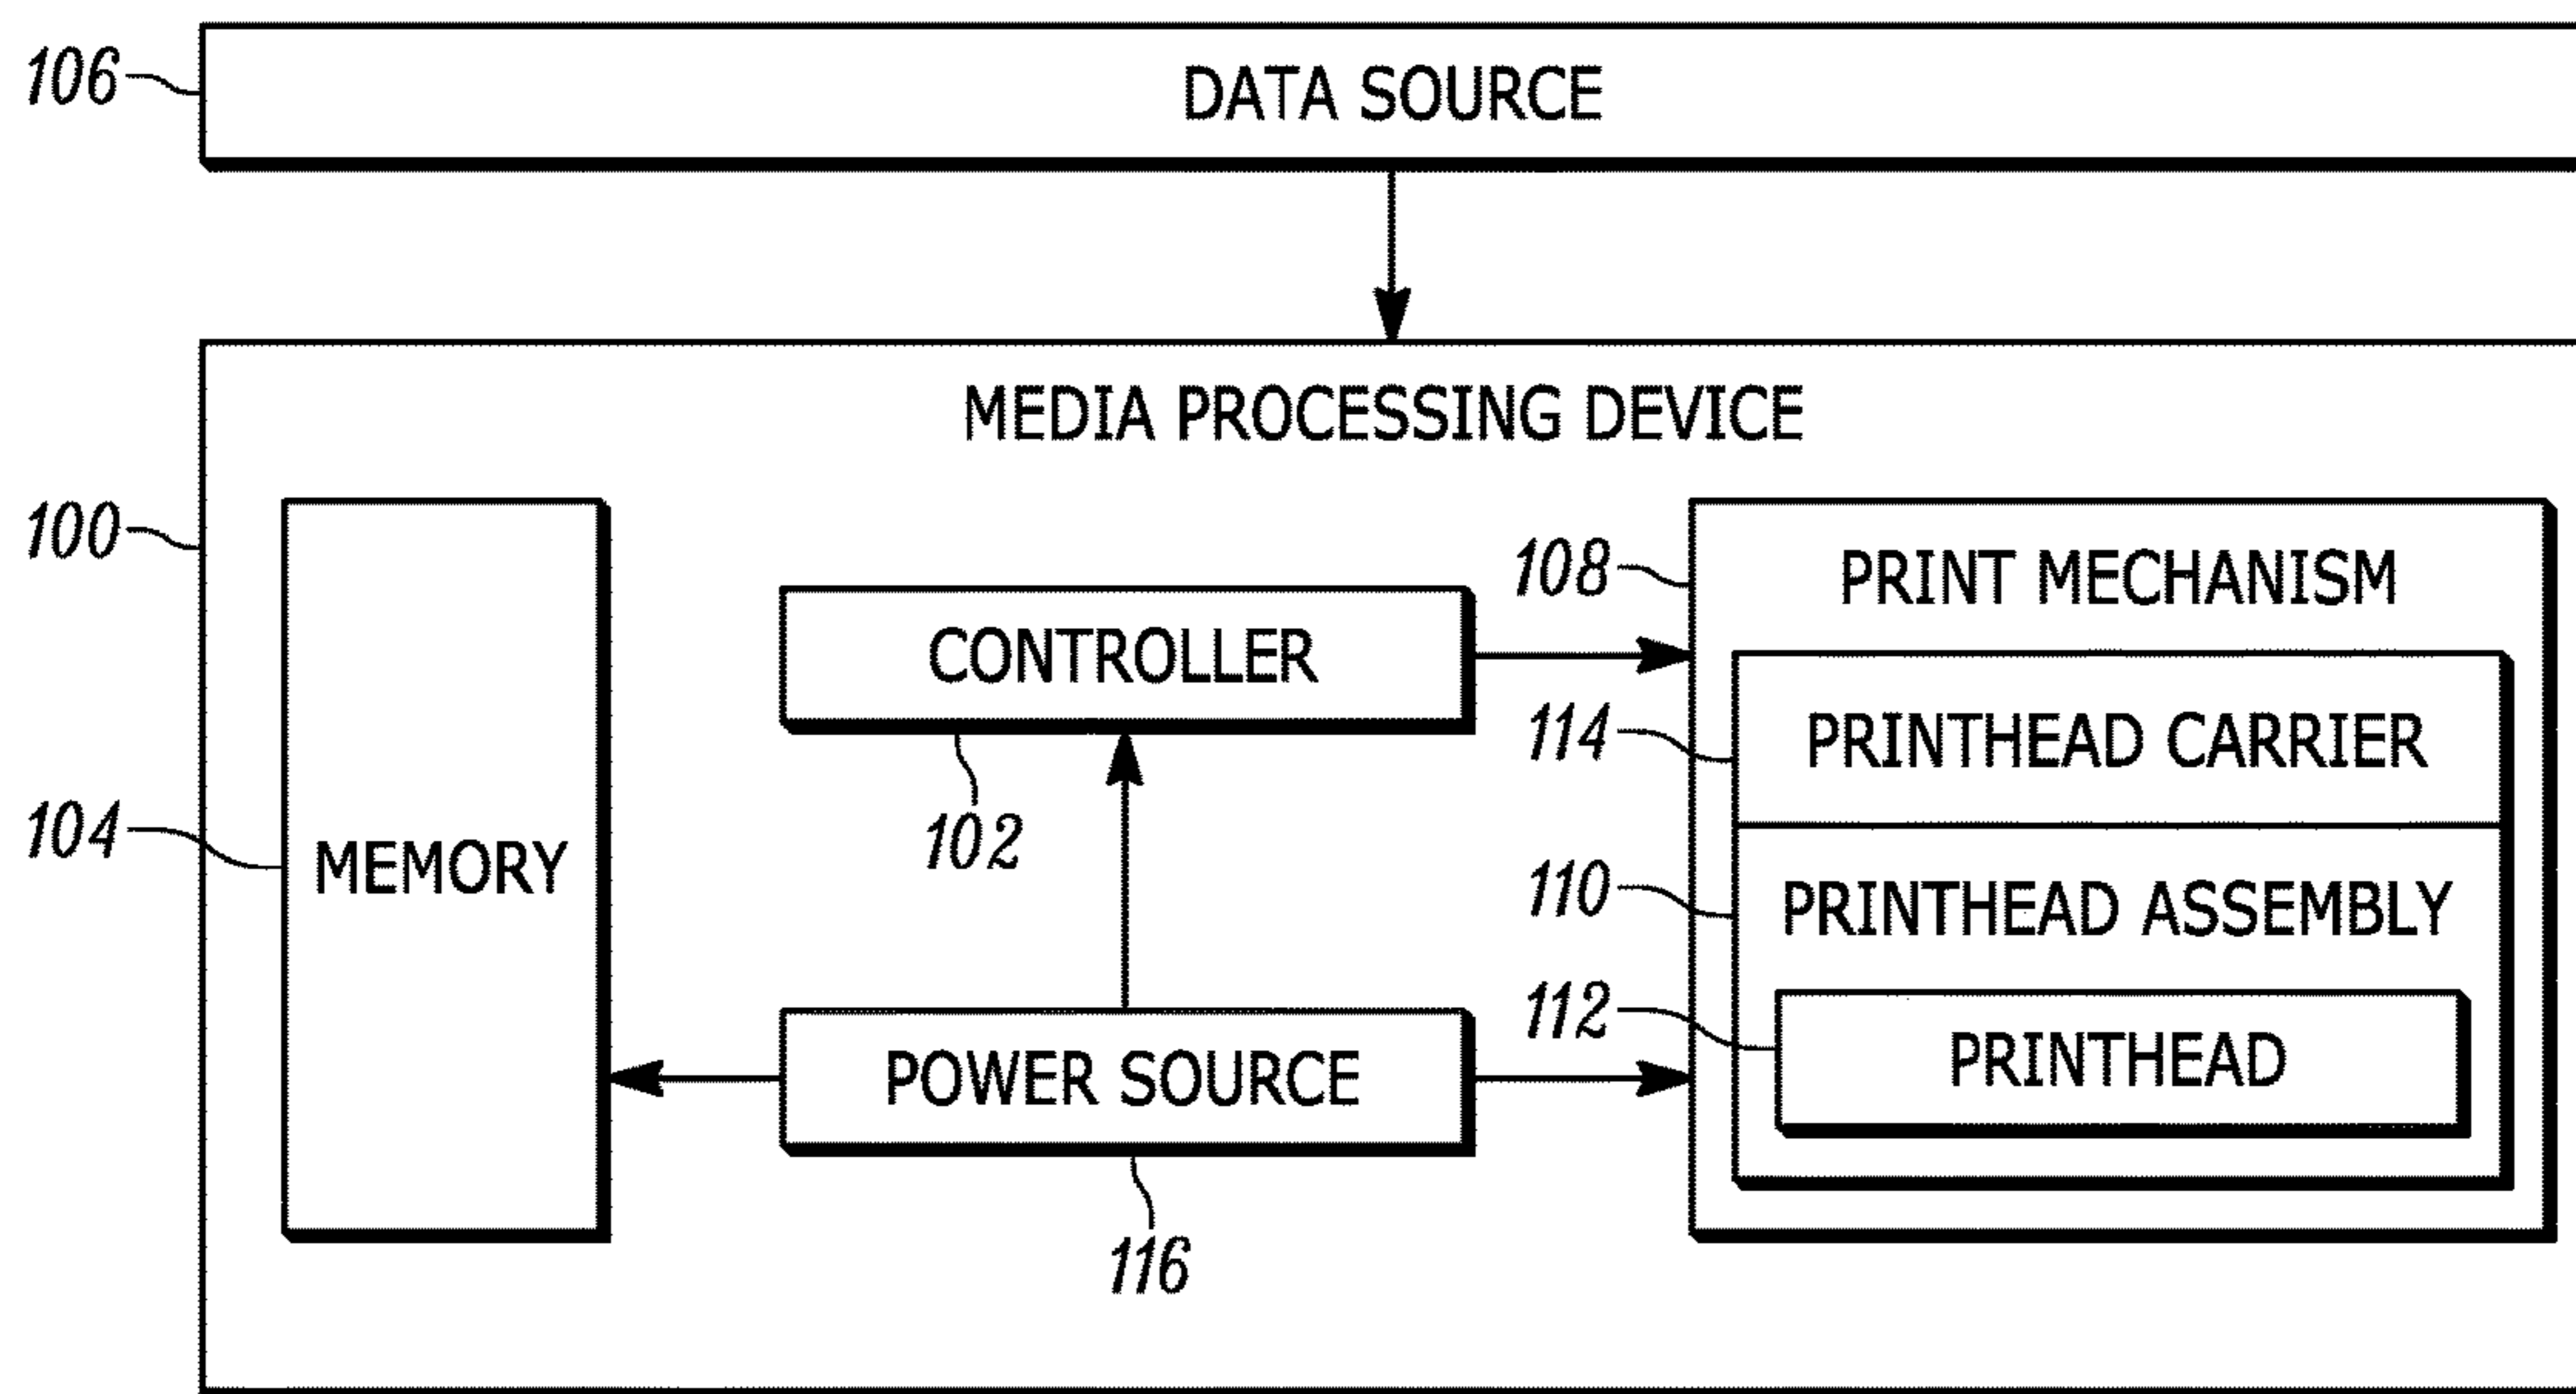 106
DATA SOURCE
MEDIA PROCESSING DEVICE
100
108
PRINT MECHANISM
CONTROLLER
114
PRINTHEAD CARRIER
104
MEMORY
102
110
PRINTHEAD ASSEMBLY
112
PRINTHEAD
POWER SOURCE
116